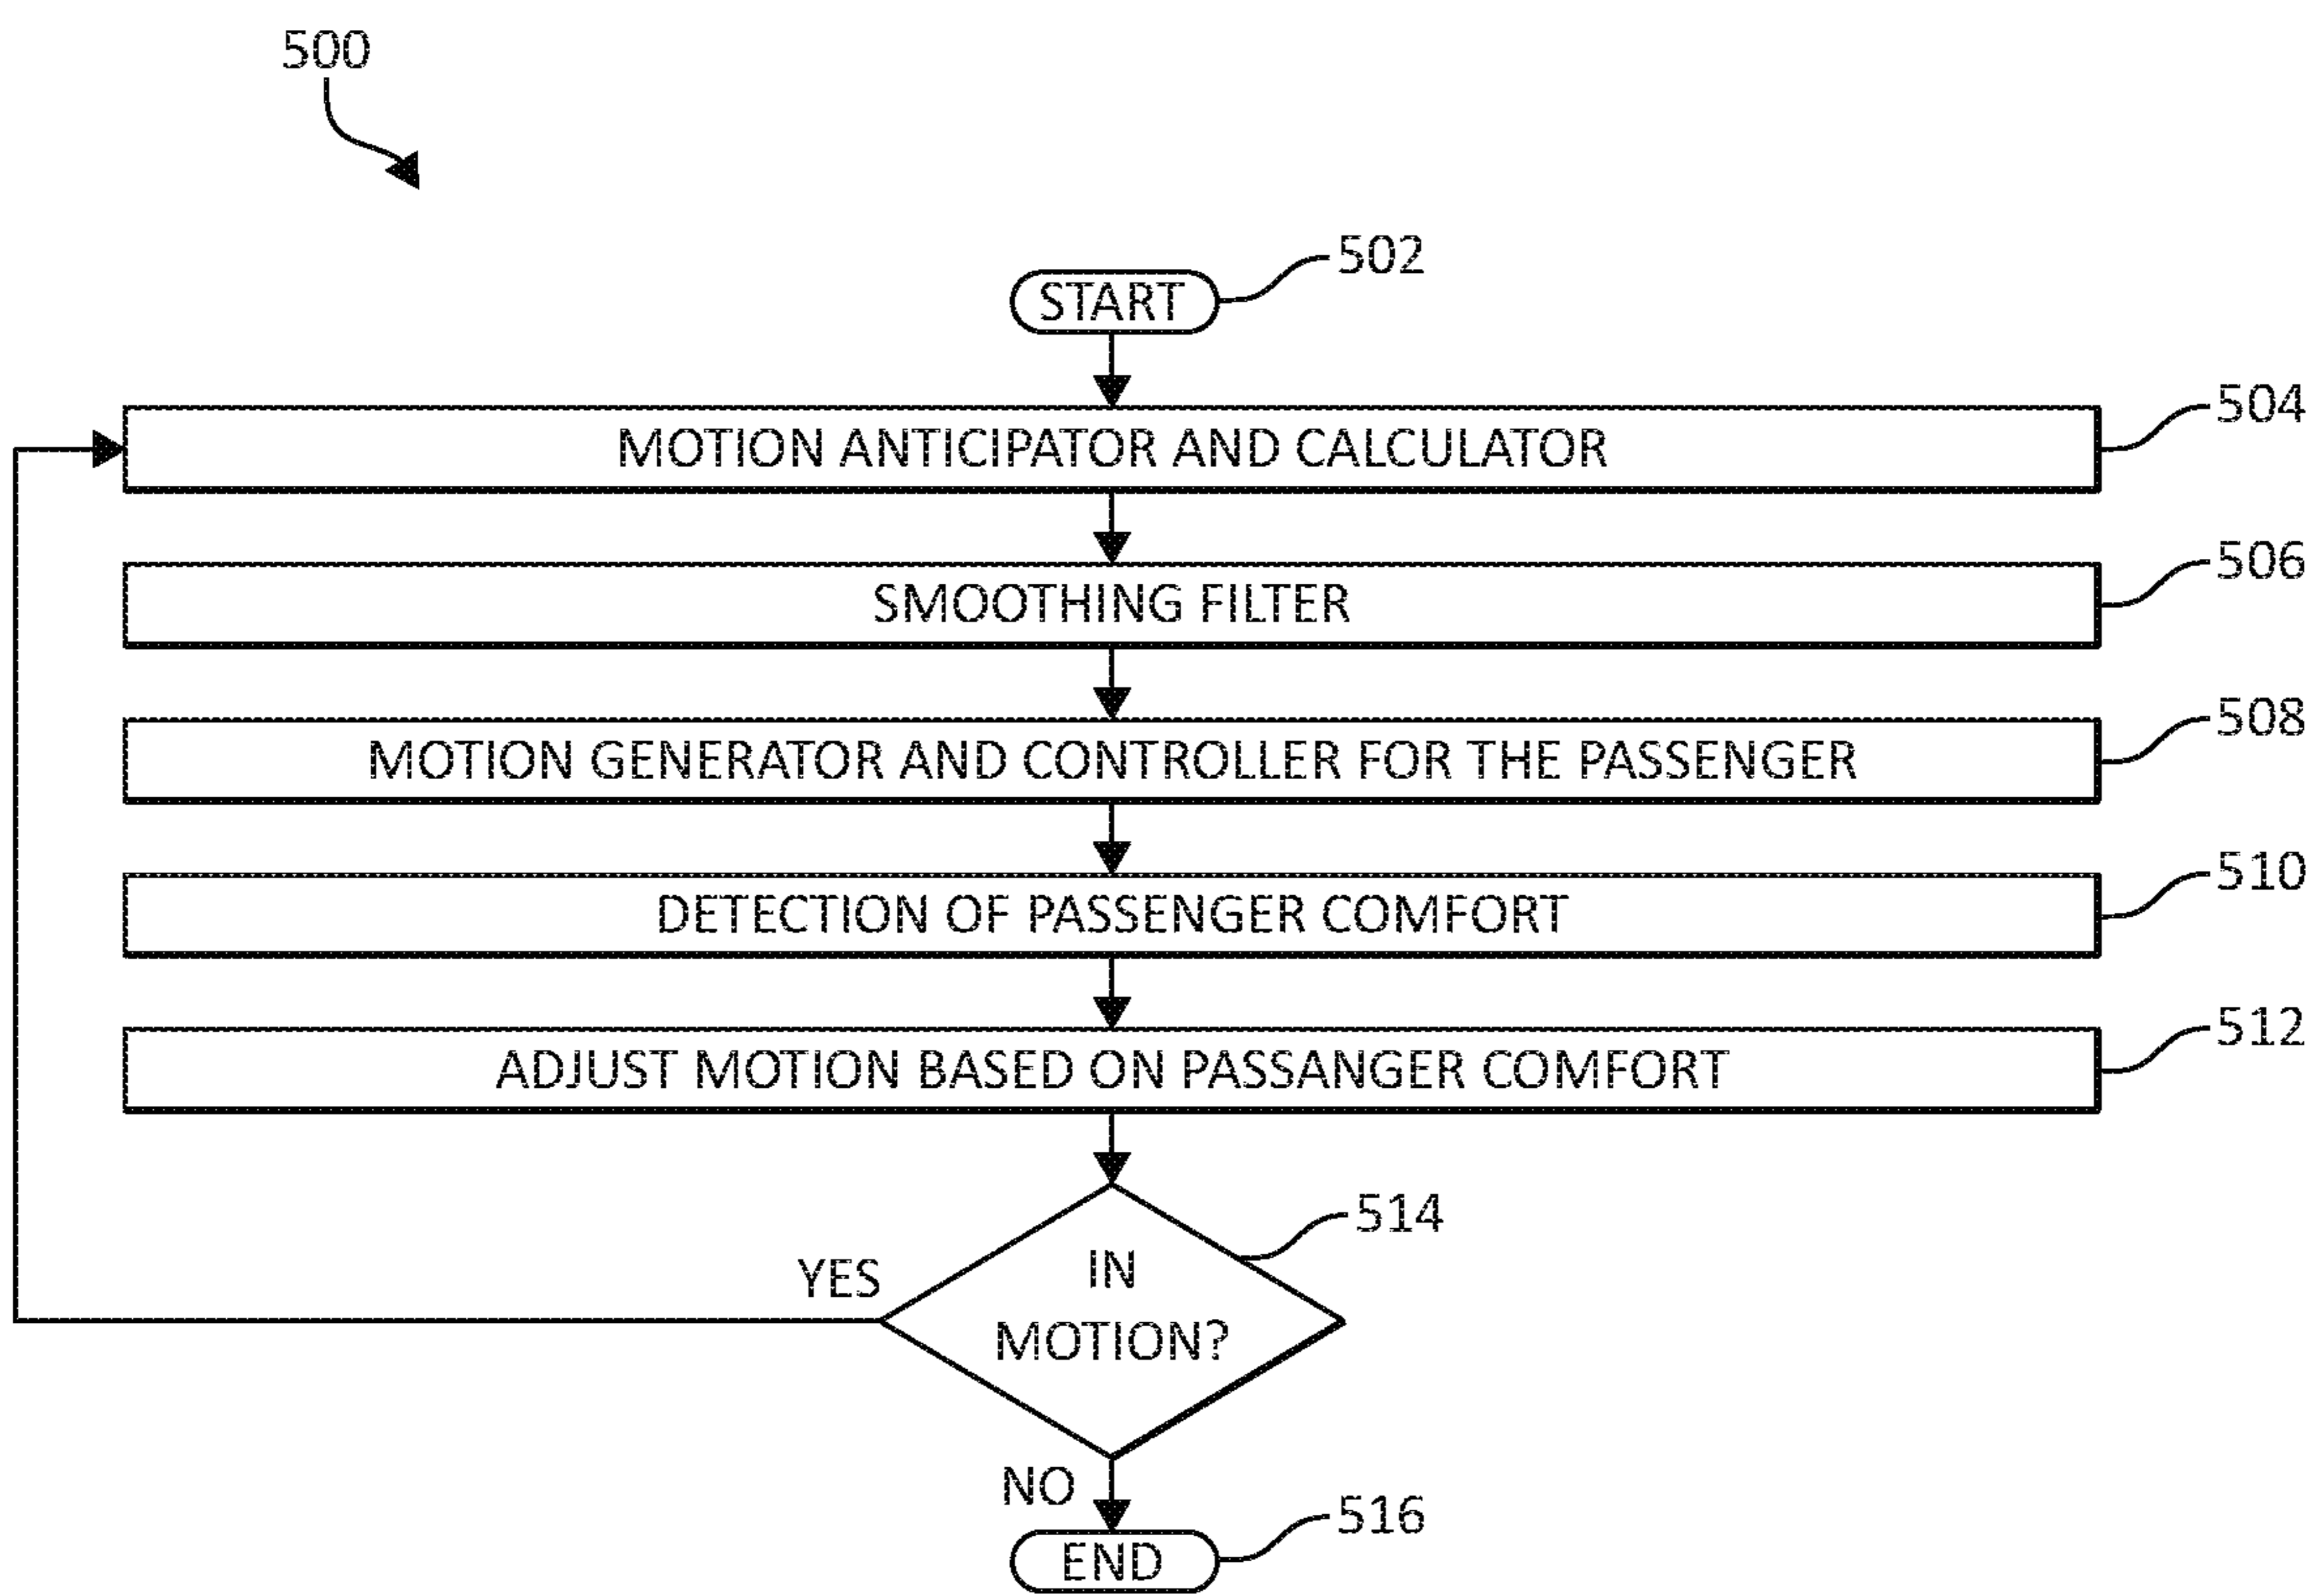 500
START
502
MOTION ANTICIPATOR AND CALCULATOR
504
SMOOTHING FILTER
506
MOTION GENERATOR AND CONTROLLER FOR THE PASSENGER
508
DETECTION OF PASSENGER COMFORT
510
ADJUST MOTION BASED ON PASSANGER COMFORT
512
IN
MOTION?
514
YES
NO
END
516